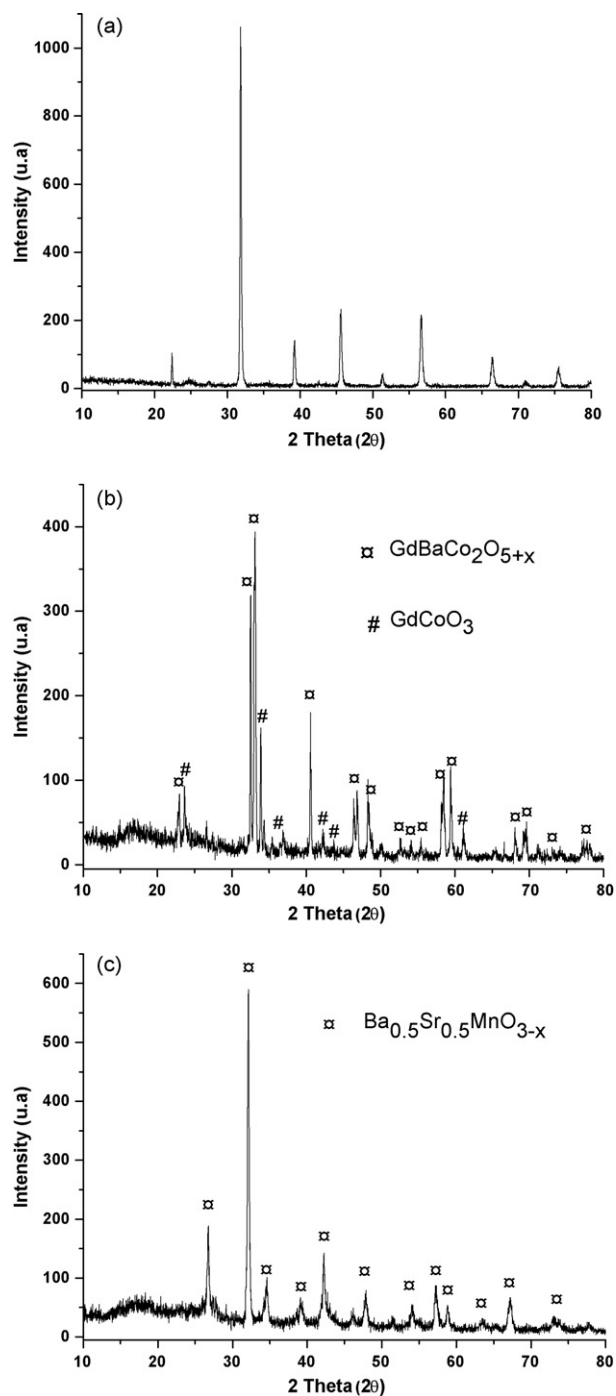 (a)
1000
800
600
400
200
0
Intensity (u.a)
10 20 30 40 50 60 70 80
2 Theta (2θ)
(b)
400
300
200
100
0
Intensity (u.a)
¤ GdBaCo2O5+x
# GdCoO3
¤ # ¤ ¤ # # ¤ # # ¤ ¤ ¤ ¤ ¤ ¤ ¤ # ¤ ¤ ¤ ¤
10 20 30 40 50 60 70 80
2 Theta (2θ)
(c)
600
500
400
300
200
100
0
Intensity (u.a)
¤ Ba0.5Sr0.5MnO3-x
¤ ¤ ¤ ¤ ¤ ¤ ¤ ¤ ¤ ¤ ¤ ¤
10 20 30 40 50 60 70 80
2 Theta (2θ)